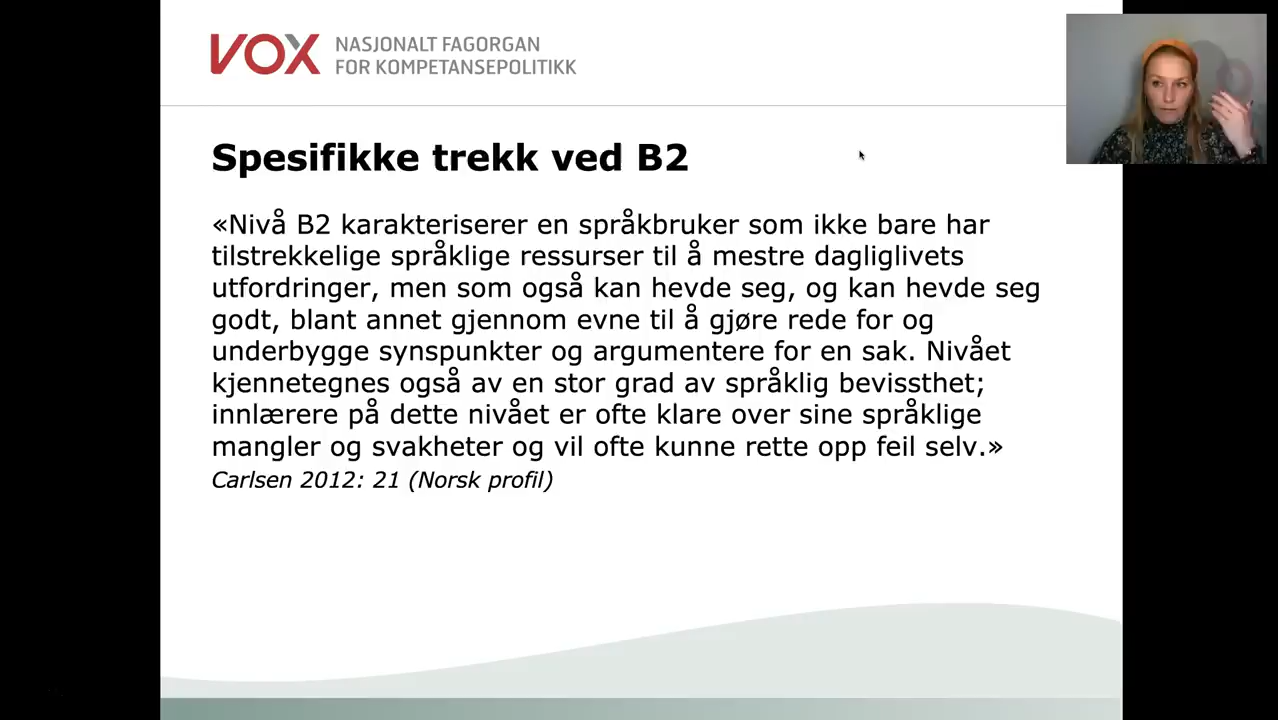 VOX NASJONALT FAGORGAN
FOR KOMPETANSEPOLITIKK
Spesifikke trekk ved B2
«Nivå B2 karakteriserer en språkbruker som ikke bare har
tilstrekkelige språklige ressurser til å mestre dagliglivets
utfordringer, men som også kan hevde seg, og kan hevde seg
godt, blant annet gjennom evne til å gjøre rede for og
underbygge synspunkter og argumentere for en sak. Nivået
kjennetegnes også av en stor grad av språklig bevissthet;
innlærere på dette nivået er ofte klare over sine språklige
mangler og svakheter og vil ofte kunne rette opp feil selv.»
Carlsen 2012: 21 (Norsk profil)